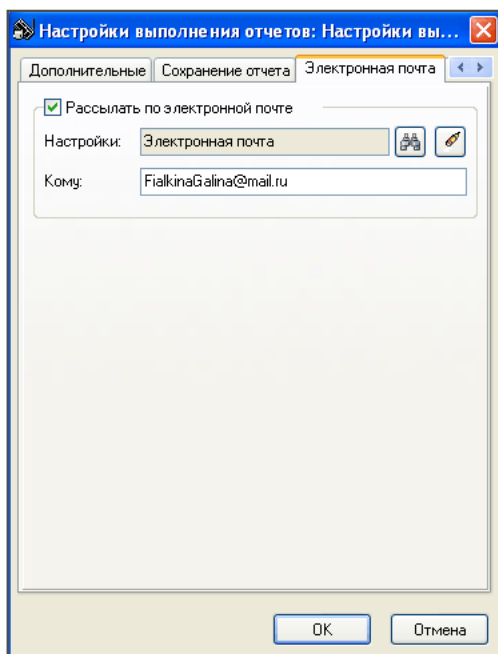 Настройки выполнения отчетов: Настройки вы...
Дополнительные Сохранение отчета Электронная почта
Рассылать по электронной почте
Настройки: Электронная почта
Кому: FialkinaGalina@mail.ru
OK Отмена